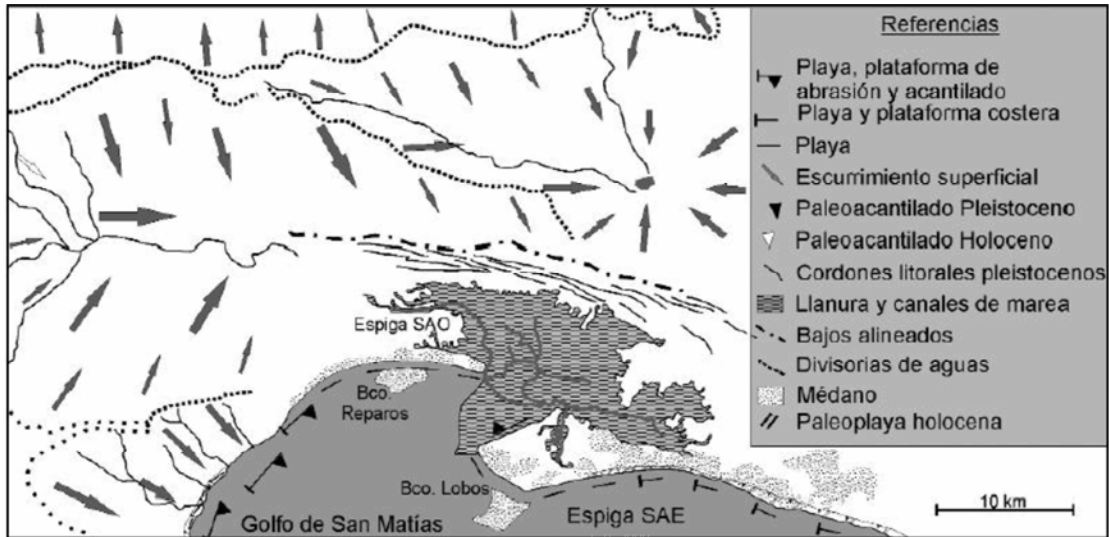 Referencias
Playa, plataforma de
abrasión y acantilado
Playa y plataforma costera
Playa
Escurrimiento superficial
Paleoacantilado Pleistoceno
Paleoacantilado Holoceno
Cordones litorales pleistocenos
Llanura y canales de marea
Bajos alineados
Divisorias de aguas
Médano
Paleoplaya holocena
Espiga SAO
Bco.
Reparos
Bco. Lobos
Golfo de San Matías
Espiga SAE
10 km